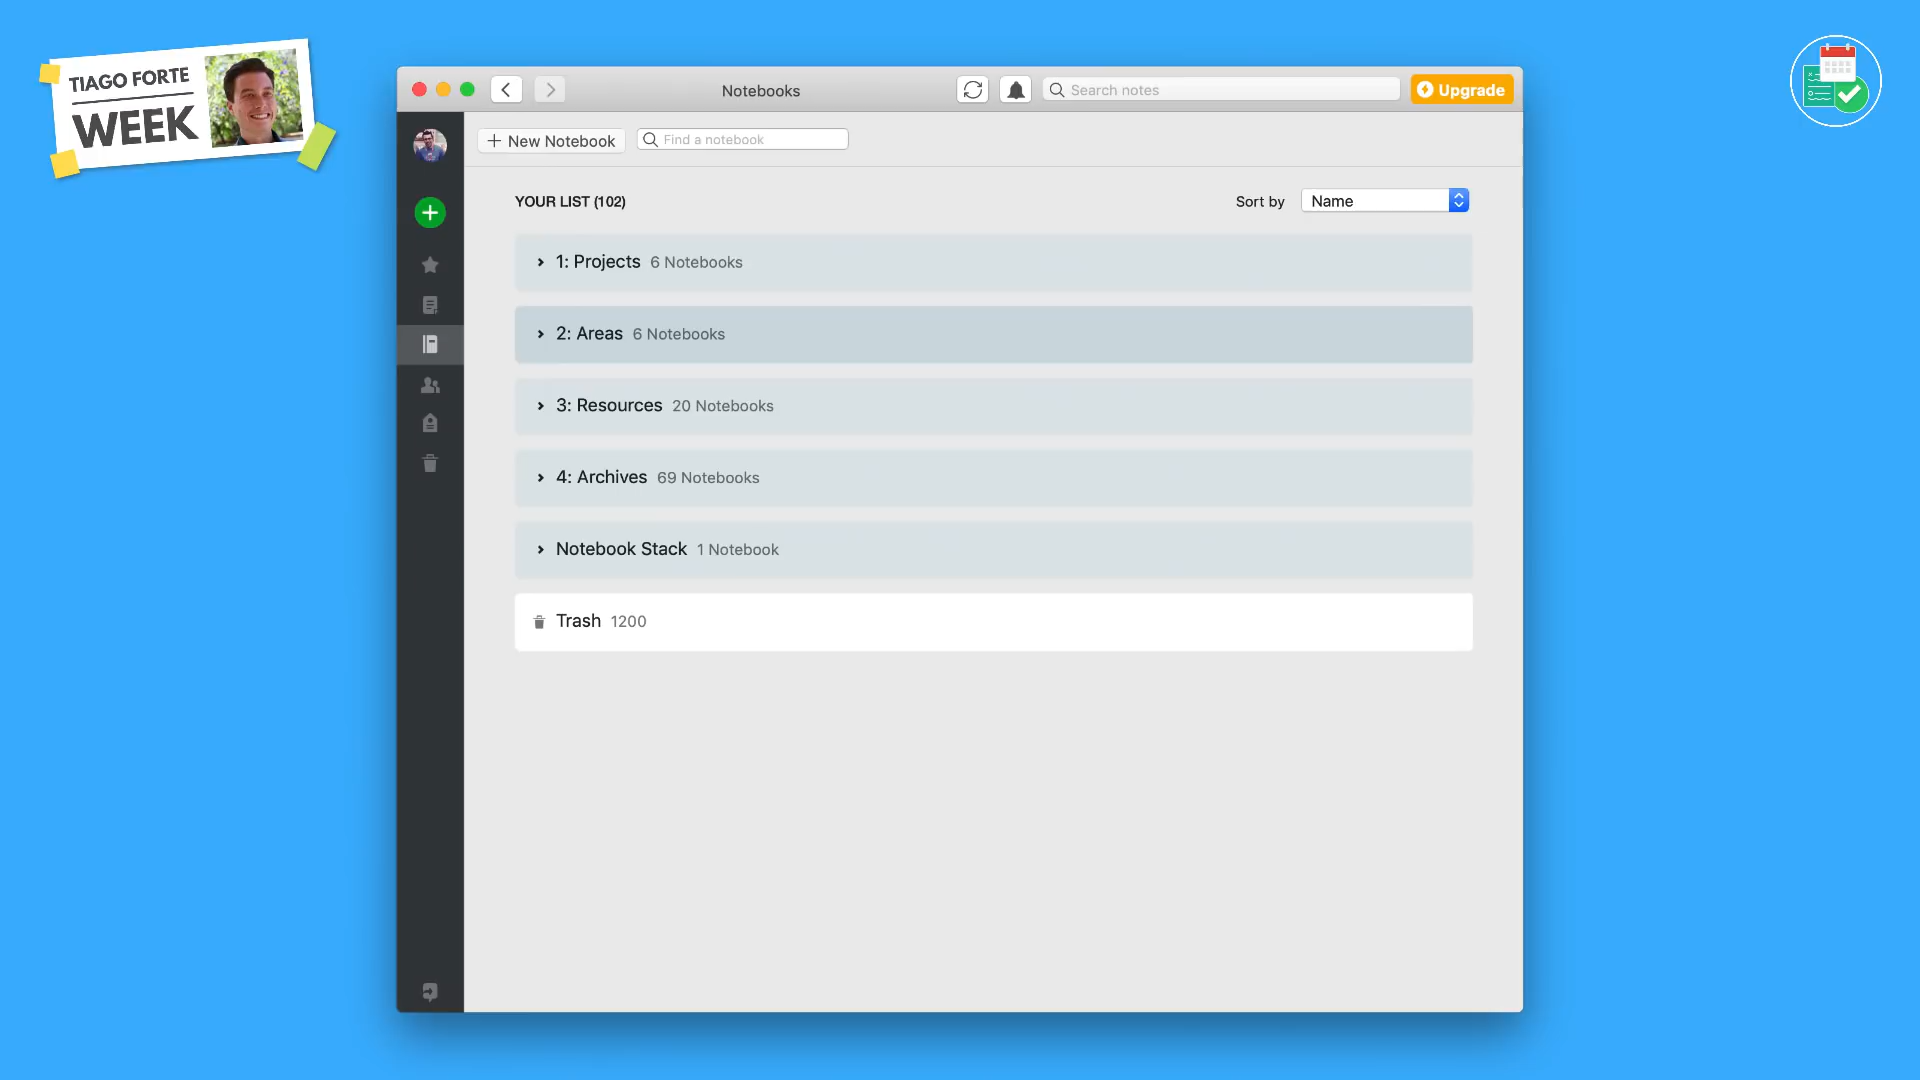 TIAGO FORTE
WEEK
Notebooks
Search notes
Upgrade
New Notebook
Find a notebook
YOUR LIST (102)
Sort by
Name
1: Projects 6 Notebooks
2: Areas 6 Notebooks
3: Resources 20 Notebooks
4: Archives 69 Notebooks
Notebook Stack 1 Notebook
Trash 1200